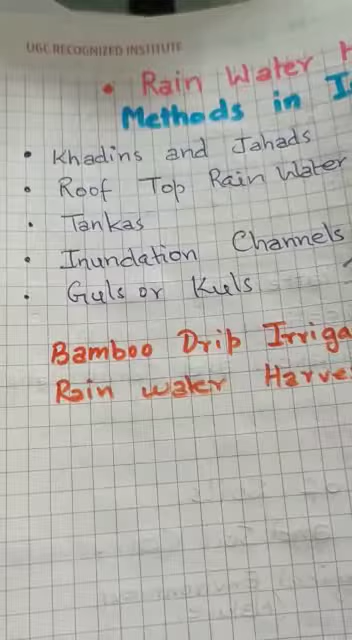 UGC RECOGNIZED INSTITUTE
• Rain Water H
Methods in I
• Khadins and Jahads
• Roof Top Rain Water
• Tankas
• Inundation Channels
• Guls or Kuls
Bamboo Drip Irriga
Rain water Harve